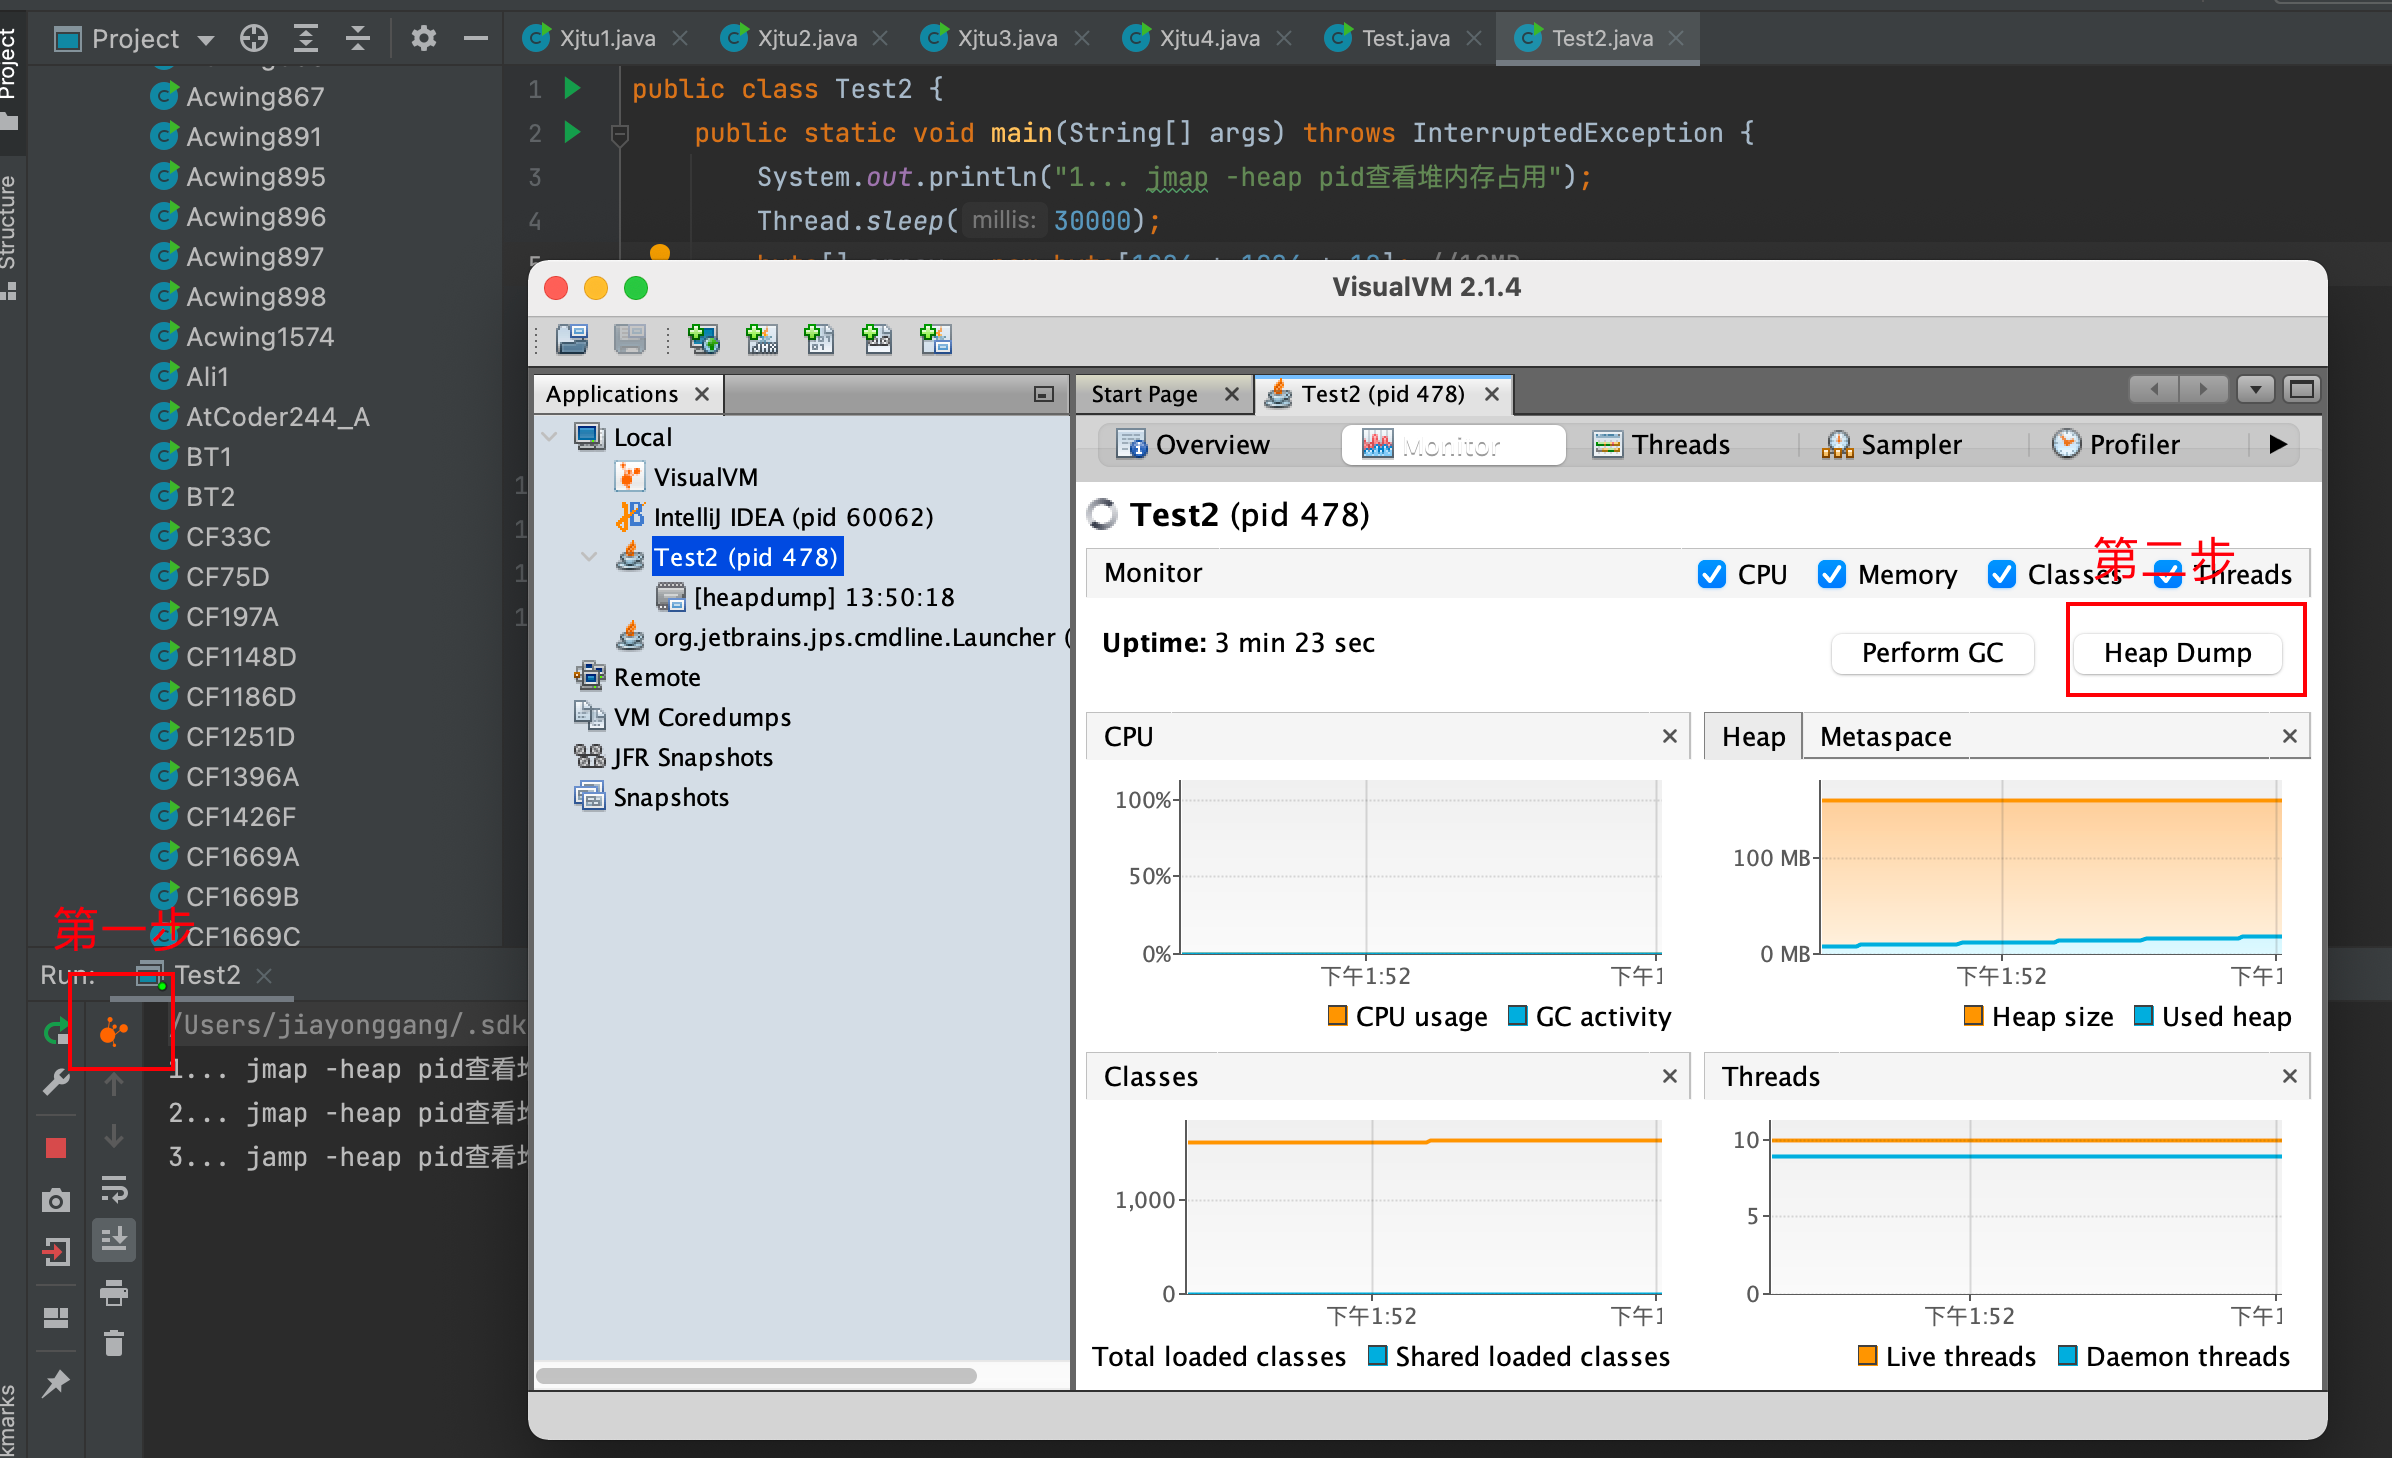 Project
Xjtu1.java
Xjtu2.java
Xjtu3.java
Xjtu4.java
Test.java
Test2.java
Project
Structure
Acwing867
Acwing891
Acwing895
Acwing896
Acwing897
Acwing898
Acwing1574
Ali1
AtCoder244_A
BT1
BT2
CF33C
CF75D
CF197A
CF1148D
CF1186D
CF1251D
CF1396A
CF1426F
CF1669A
CF1669B
CF1669C
第一步
1 public class Test2 {
2 public static void main(String[] args) throws InterruptedException {
3 System.out.println("1... jmap -heap pid查看堆内存占用");
4 Thread.sleep( millis: 30000);
VisualVM 2.1.4
Applications
Local
VisualVM
IntelliJ IDEA (pid 60062)
Test2 (pid 478)
[heapdump] 13:50:18
org.jetbrains.jps.cmdline.Launcher (
Remote
VM Coredumps
JFR Snapshots
Snapshots
Start Page
Test2 (pid 478)
Overview
Monitor
Threads
Sampler
Profiler
Test2 (pid 478)
第二步
Monitor
CPU
Memory
Classes
Threads
Uptime: 3 min 23 sec
Perform GC
Heap Dump
CPU
100%
50%
0%
下午1:52
下午1
CPU usage
GC activity
Heap
Metaspace
100 MB
0 MB
下午1:52
下午1
Heap size
Used heap
Classes
1,000
0
下午1:52
下午1
Total loaded classes
Shared loaded classes
Threads
10
5
0
下午1:52
下午1
Live threads
Daemon threads
Run:
Test2
/Users/jiayonggang/.sdk
1... jmap -heap pid查看
2... jmap -heap pid查看
3... jamp -heap pid查看
kmarks